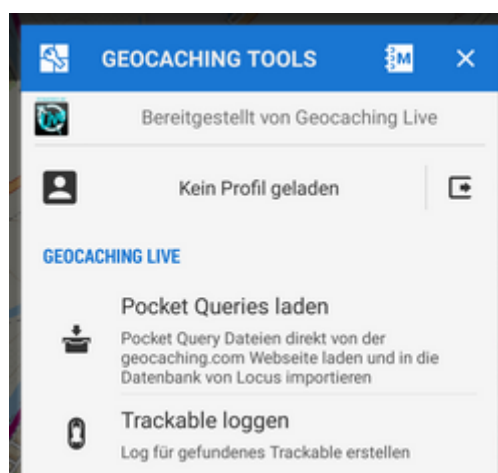 GEOCACHING TOOLS M
Bereitgestellt von Geocaching Live
Kein Profil geladen
GEOCACHING LIVE
Pocket Queries laden
Pocket Query Dateien direkt von der
geocaching.com Webseite laden und in die
Datenbank von Locus importieren
Trackable loggen
Log für gefundenes Trackable erstellen